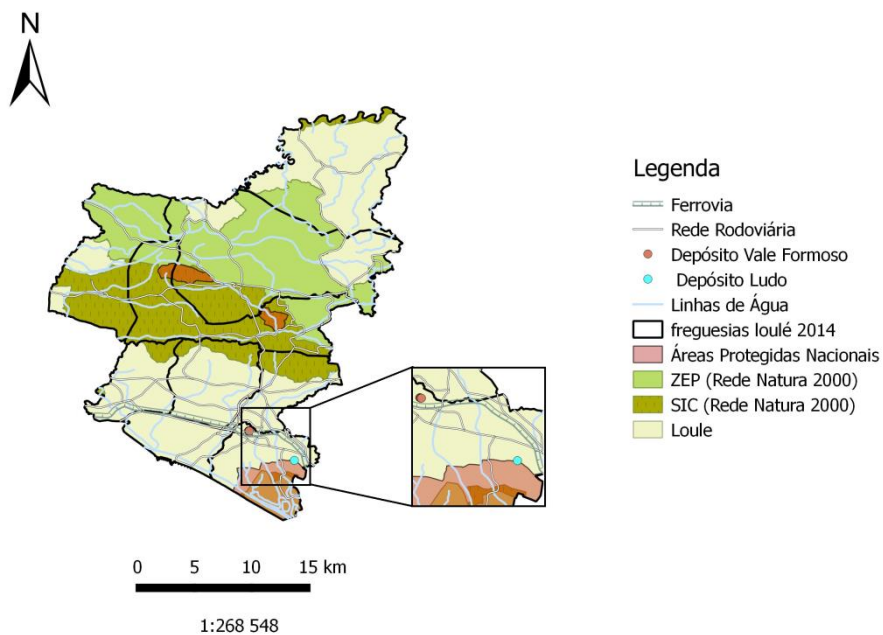 N
Legenda
Ferrovia
Rede Rodoviária
Depósito Vale Formoso
Depósito Ludo
Linhas de Água
freguesias loulé 2014
Áreas Protegidas Nacionais
ZEP (Rede Natura 2000)
SIC (Rede Natura 2000)
Loule
0 5 10 15 km
1:268 548